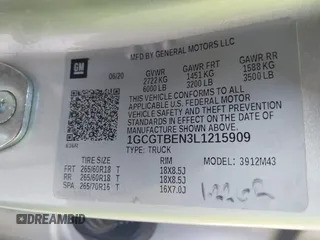 GM
MFD BY GENERAL MOTORS LLC
06/20 GVWR GAWR FRT GAWR RR
2722 KG 1451 KG 1588 KG
6000 LB 3200 LB 3500 LB
THIS VEHICLE CONFORMS TO ALL APPLICABLE
U.S. FEDERAL MOTOR VEHICLE SAFETY AND THEFT PREVENTION
STANDARDS IN EFFECT ON THE DATE OF
MANUFACTURE SHOWN ABOVE.
1GCGTBEN3L1215909
TYPE: TRUCK MODEL: 3912M43
TIRE SIZE RIM
FRT 265/60R18 T 18X8.5J
RR 265/60R18 T 18X8.5J
SPA 265/70R16 T 16X7.0J
DREAMBID